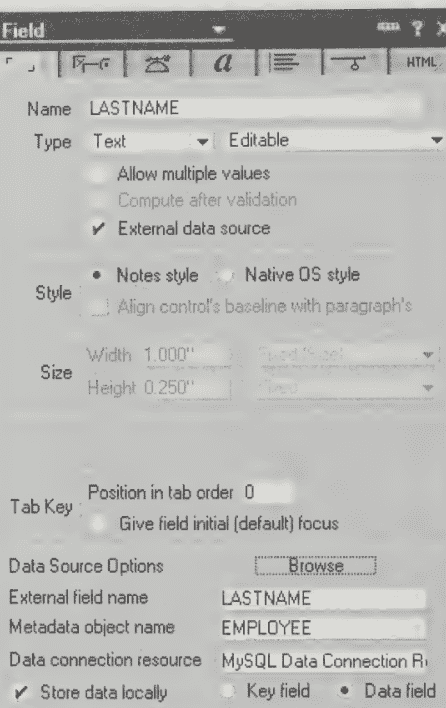 Field
? x
a HTML
Name LASTNAME
Type Text Editable
Allow multiple values
Compute after validation
External data source
Notes style Native OS style
Style
Align control's baseline with paragraph's
Width 1.000" Fixed (Size)
Size
Height 0.250" Fixed
Position in tab order 0
Tab Key
Give field initial (default) focus
Data Source Options Browse
External field name LASTNAME
Metadata object name EMPLOYEE
Data connection resource MySQL Data Connection R
Store data locally Key field Data field